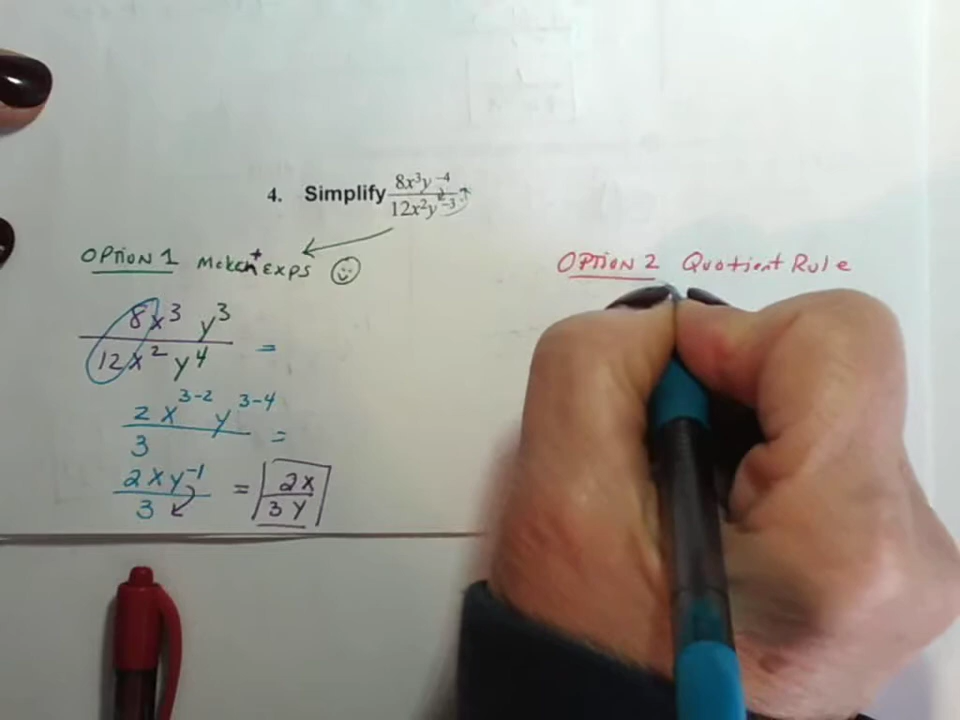 4. Simplify 8x³y⁻⁴ / 12x²y⁻³
OPTION 1 Make + EXPS
OPTION 2 Quotient Rule
8x³ y³ / 12x² y⁴ =
2x³⁻² y³⁻⁴ / 3 =
2xy⁻¹ / 3 = 2x / 3y